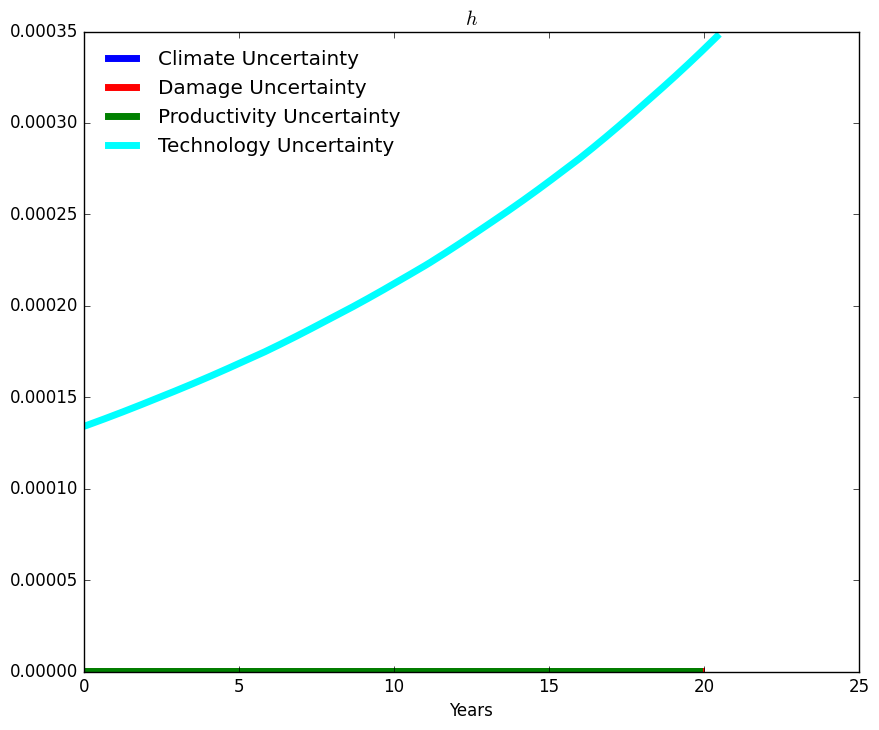 h
0.00035
Climate Uncertainty
Damage Uncertainty
0.00030
Productivity Uncertainty
Technology Uncertainty
0.00025
0.00020
0.00015
0.00010
0.00005
0.00000
0 5 10 15 20 25
Years